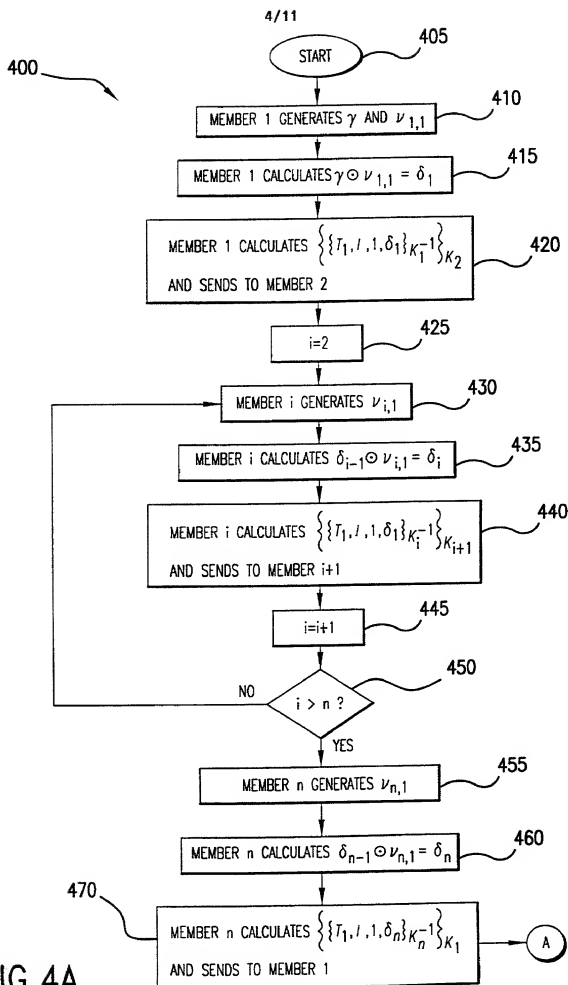 4/11
400
START
405
MEMBER 1 GENERATES γ AND ν1,1
410
MEMBER 1 CALCULATES γ ⊙ ν1,1 = δ1
415
MEMBER 1 CALCULATES {{T1, I, 1, δ1}K1^-1}K2
AND SENDS TO MEMBER 2
420
i=2
425
MEMBER i GENERATES νi,1
430
MEMBER i CALCULATES δi-1 ⊙ νi,1 = δi
435
MEMBER i CALCULATES {{T1, I, 1, δ1}Ki^-1}Ki+1
AND SENDS TO MEMBER i+1
440
i=i+1
445
i > n ?
450
NO
YES
MEMBER n GENERATES νn,1
455
MEMBER n CALCULATES δn-1 ⊙ νn,1 = δn
460
470
MEMBER n CALCULATES {{T1, I, 1, δn}Kn^-1}K1
AND SENDS TO MEMBER 1
A
FIG. 4A